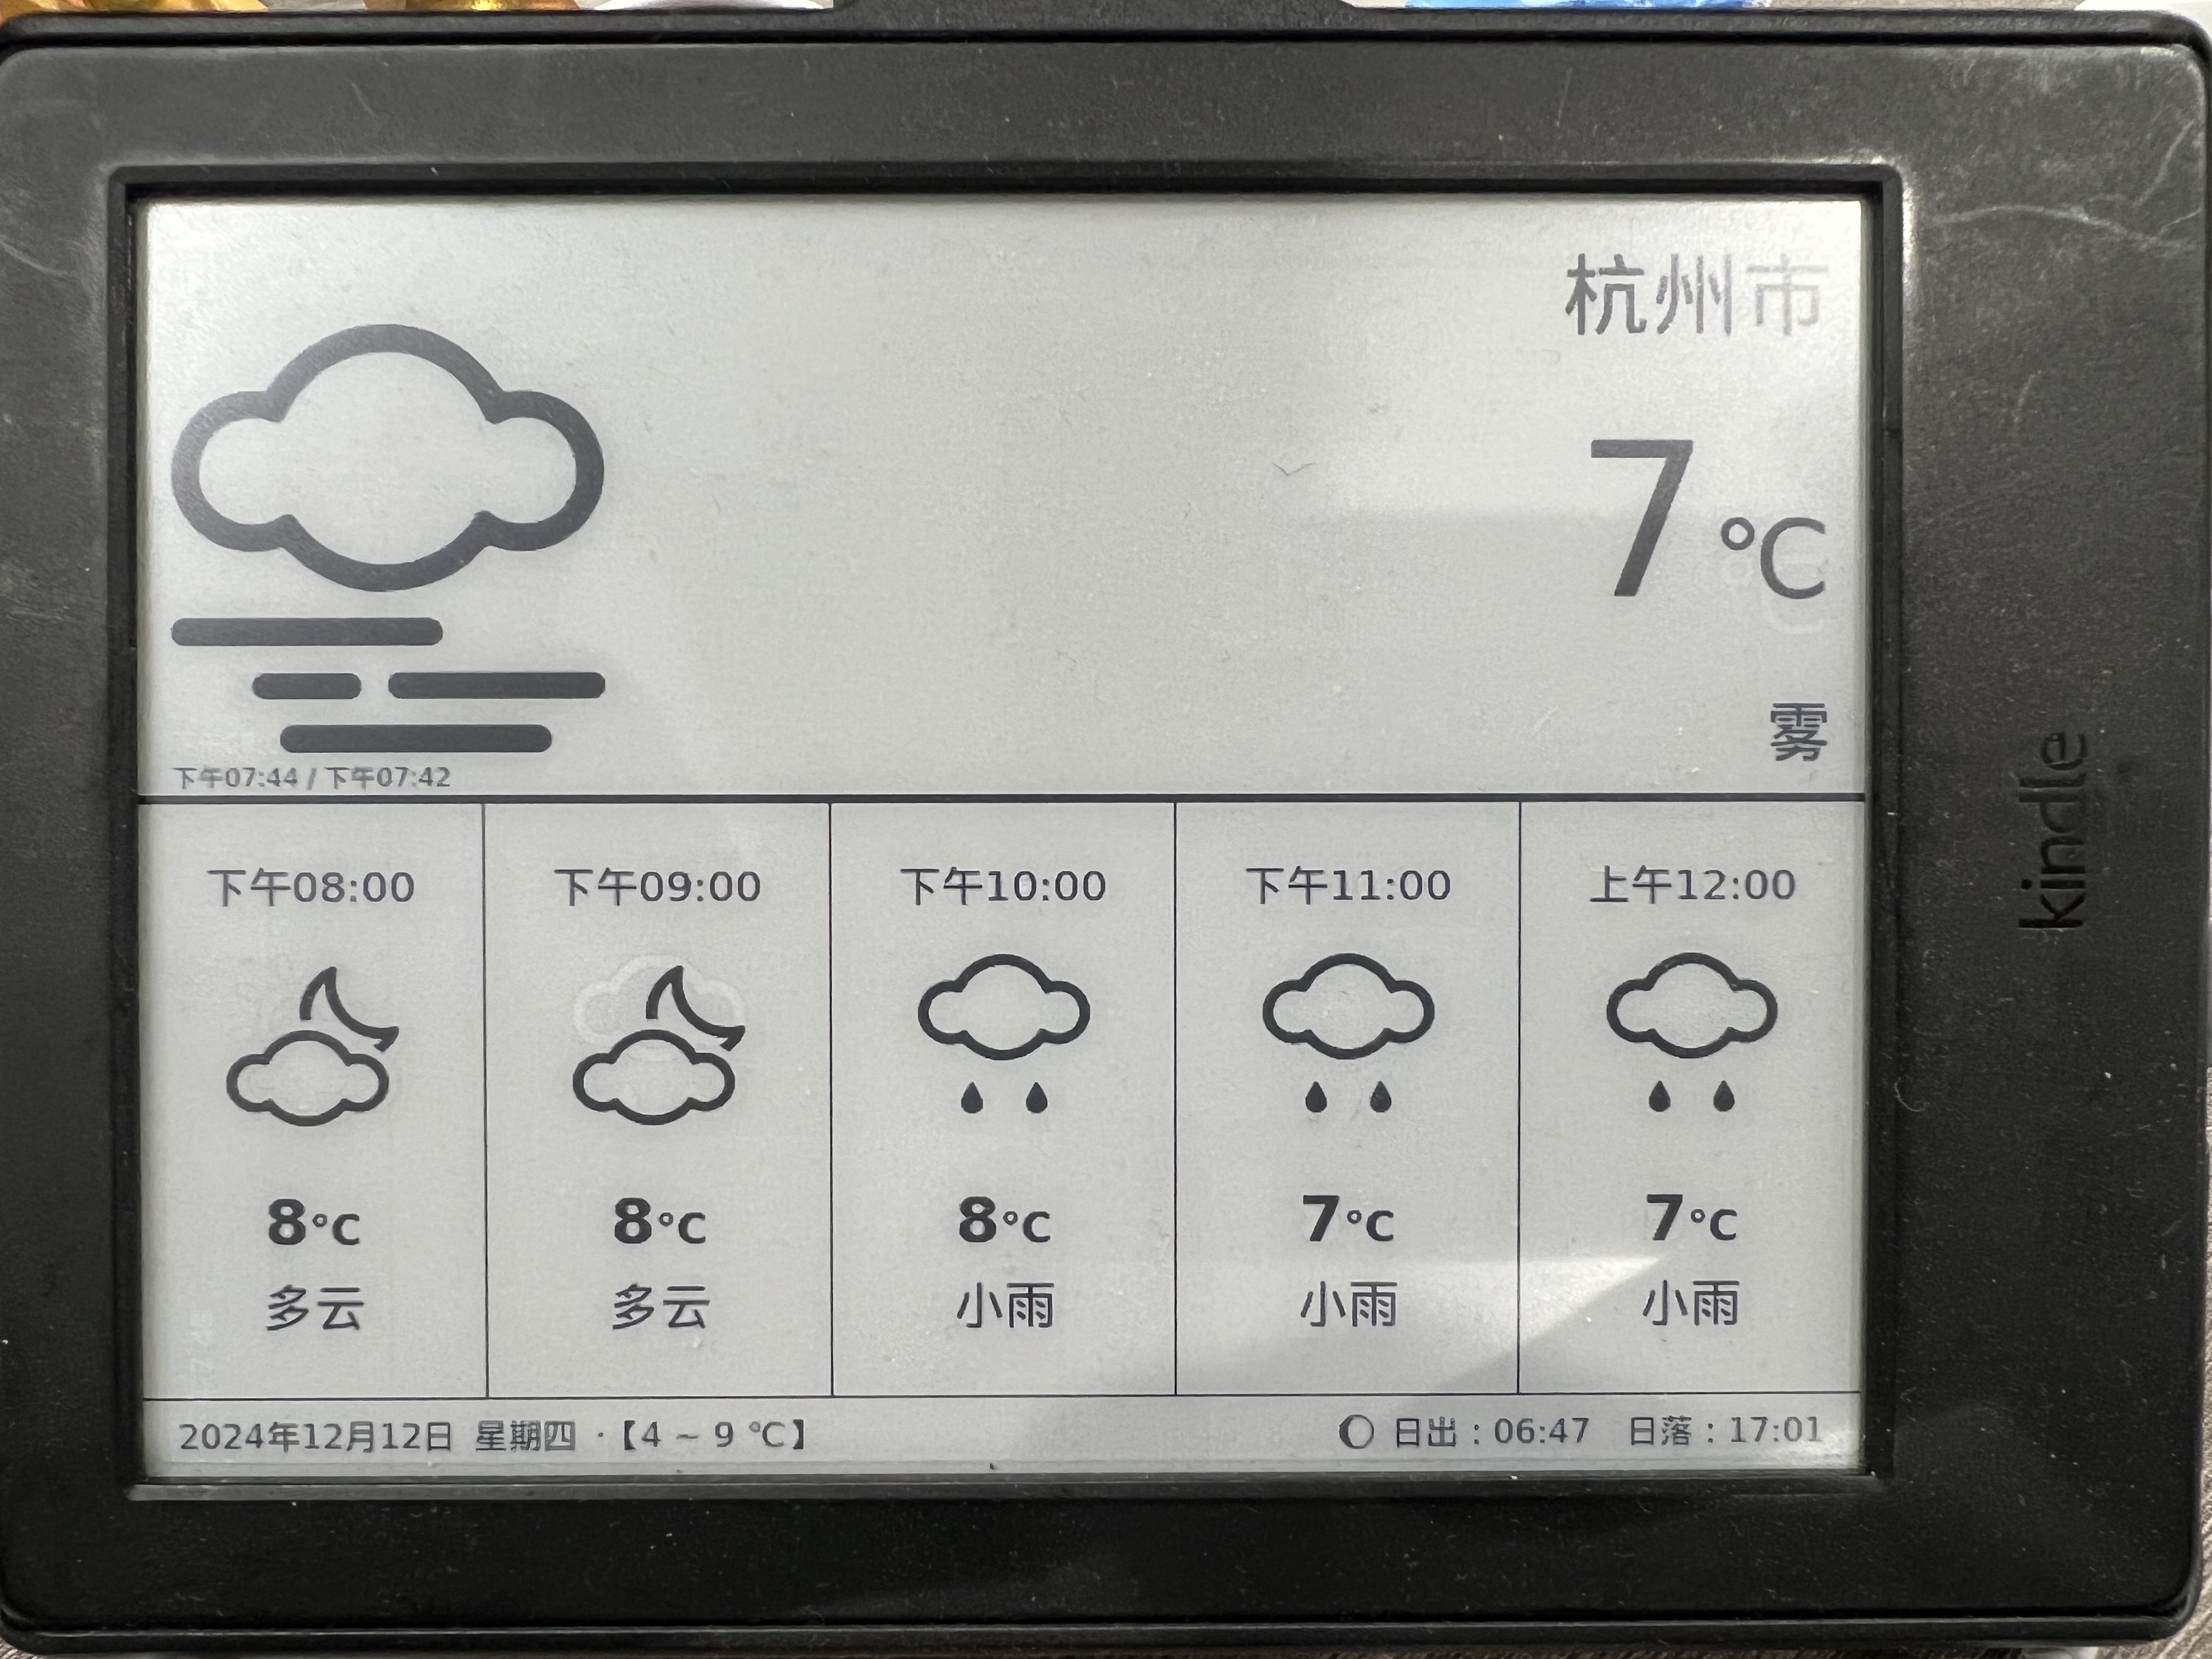 杭州市
7 ℃
雾
下午07:44 / 下午07:42
下午08:00 下午09:00 下午10:00 下午11:00 上午12:00
8℃ 8℃ 8℃ 7℃ 7℃
多云 多云 小雨 小雨 小雨
2024年12月12日 星期四 ·【4 ~ 9 ℃】 日出：06:47 日落：17:01
kindle